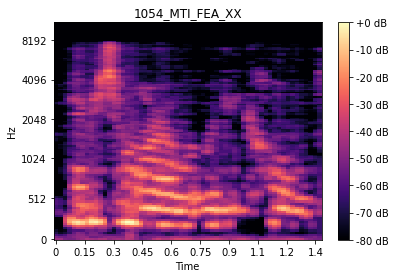 1054_MTI_FEA_XX
Hz
8192
4096
2048
1024
512
0
0 0.15 0.3 0.45 0.6 0.75 0.9 1.1 1.2 1.4
Time
+0 dB
-10 dB
-20 dB
-30 dB
-40 dB
-50 dB
-60 dB
-70 dB
-80 dB